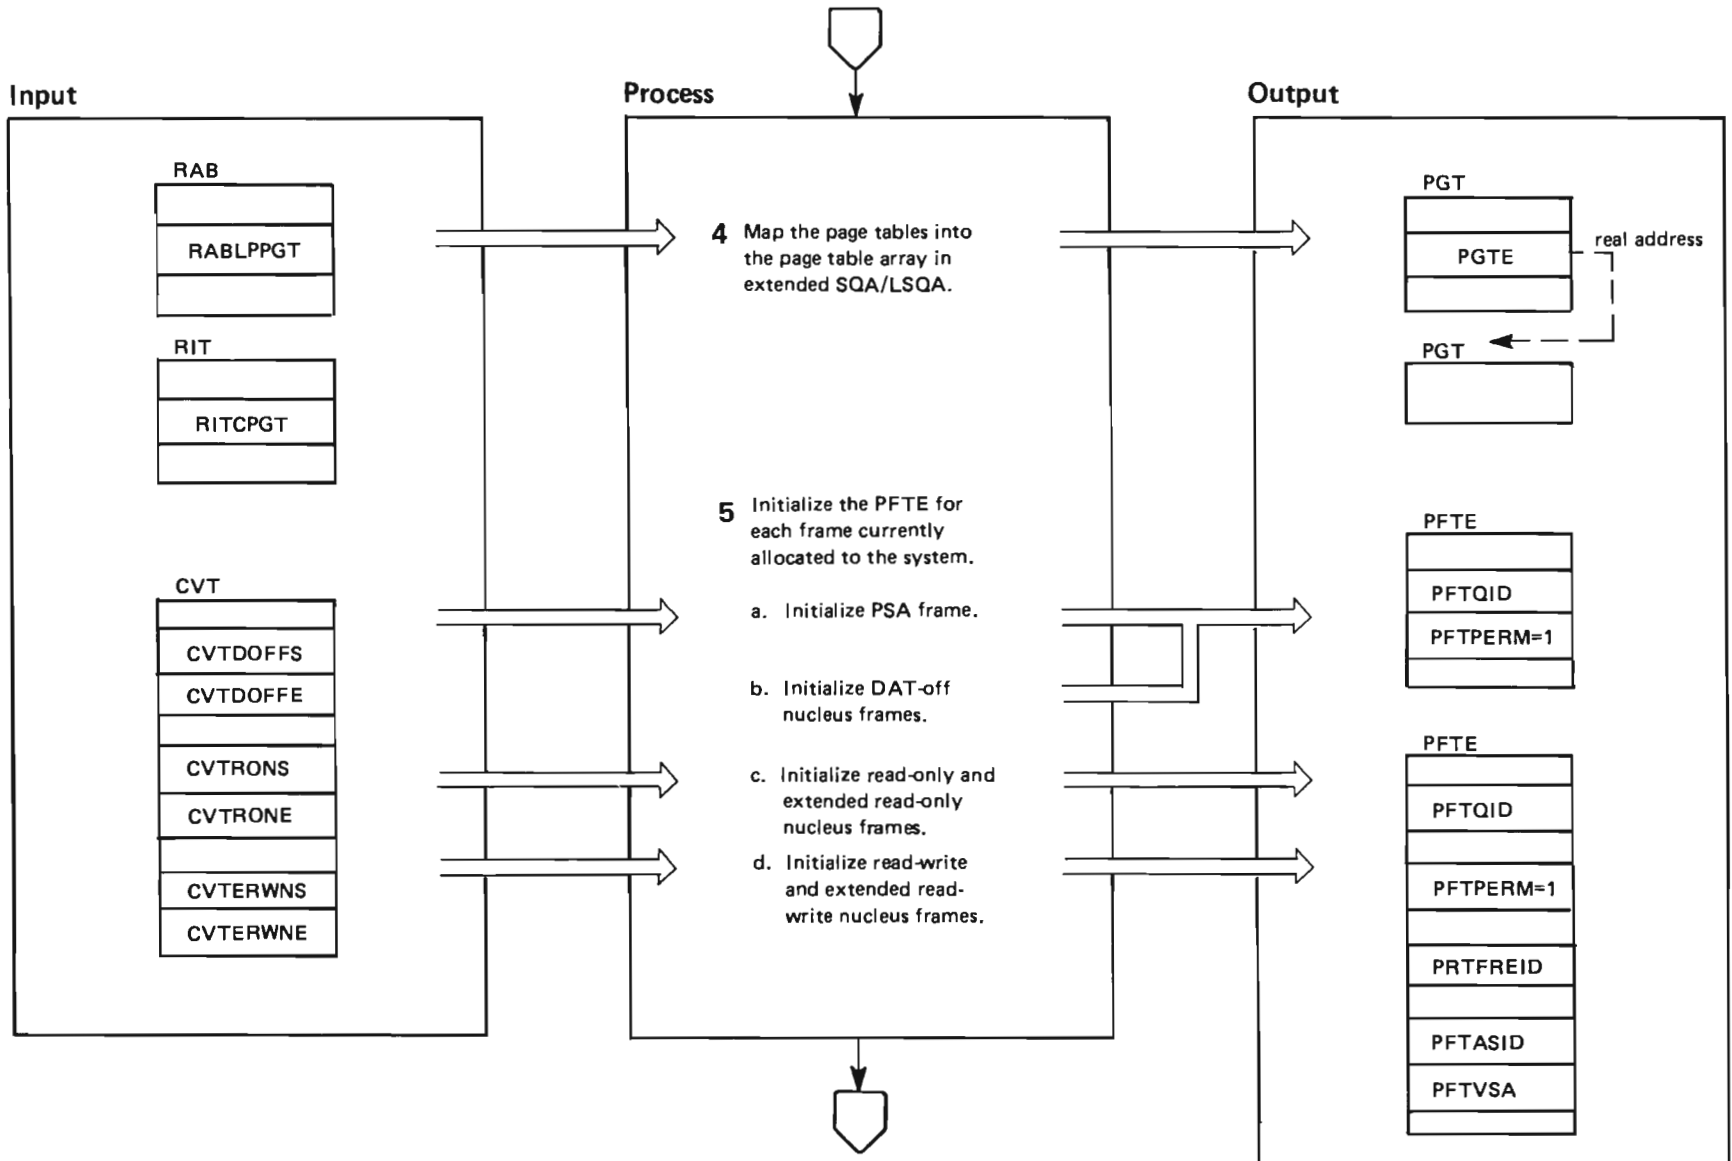 Input
RAB
RABLPPGT
RIT
RITCPGT
CVT
CVTDOFFS
CVTDOFFE
CVTRONS
CVTRONE
CVTERWNS
CVTERWNE
Process
4 Map the page tables into
the page table array in
extended SQA/LSQA.
5 Initialize the PFTE for
each frame currently
allocated to the system.
a. Initialize PSA frame.
b. Initialize DAT-off
nucleus frames.
c. Initialize read-only and
extended read-only
nucleus frames.
d. Initialize read-write
and extended read-
write nucleus frames.
Output
PGT
PGTE
real address
PGT
PFTE
PFTQID
PFTPERM=1
PFTE
PFTQID
PFTPERM=1
PRTFREID
PFTASID
PFTVSA